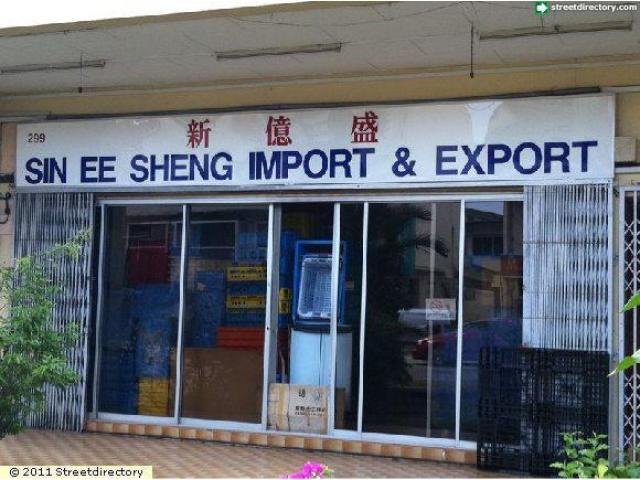 streetdirectory.com
299
新 億 盛
SIN EE SHENG IMPORT & EXPORT
© 2011 Streetdirectory